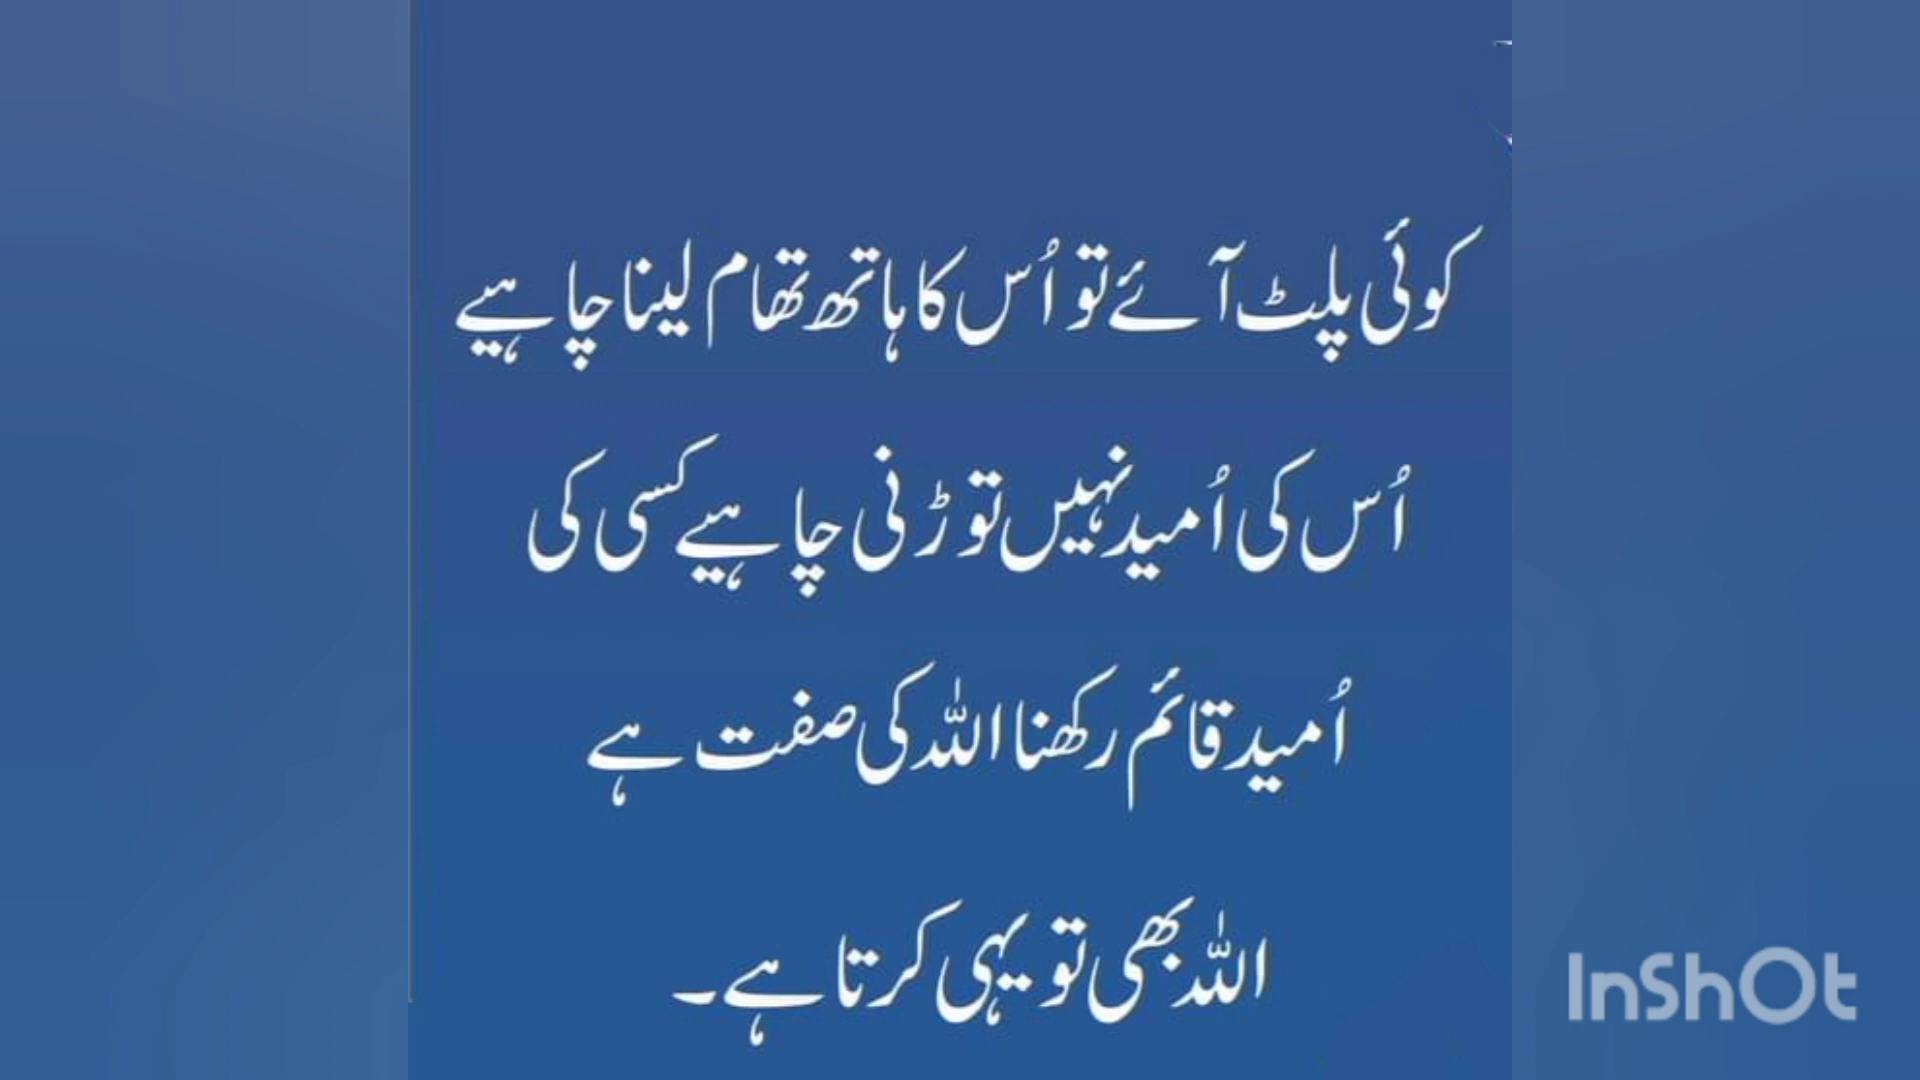 کوئی پلٹ آئے تو اُس کا ہاتھ تھام لینا چاہیے
اُس کی اُمید نہیں توڑنی چاہیے کسی کی
اُمید قائم رکھنا اللہ کی صفت ہے
اللہ بھی تو یہی کرتا ہے۔
InShOt